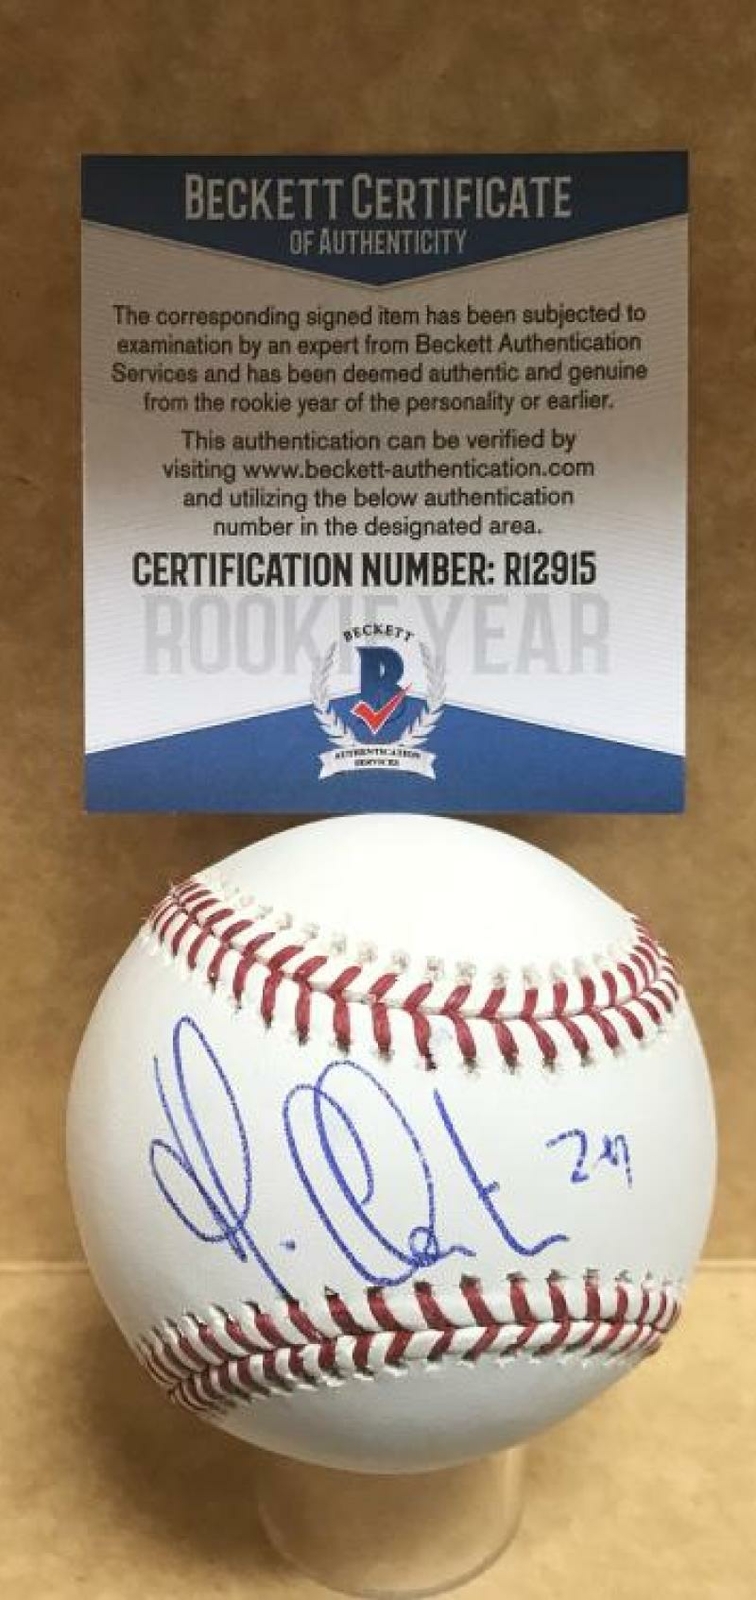 BECKETT CERTIFICATE
OF AUTHENTICITY
The corresponding signed item has been subjected to
examination by an expert from Beckett Authentication
Services and has been deemed authentic and genuine
from the rookie year of the personality or earlier.
This authentication can be verified by
visiting www.beckett-authentication.com
and utilizing the below authentication
number in the designated area.
CERTIFICATION NUMBER: R12915
ROOKIE YEAR
BECKETT
B
AUTHENTICATION
SERVICES
24